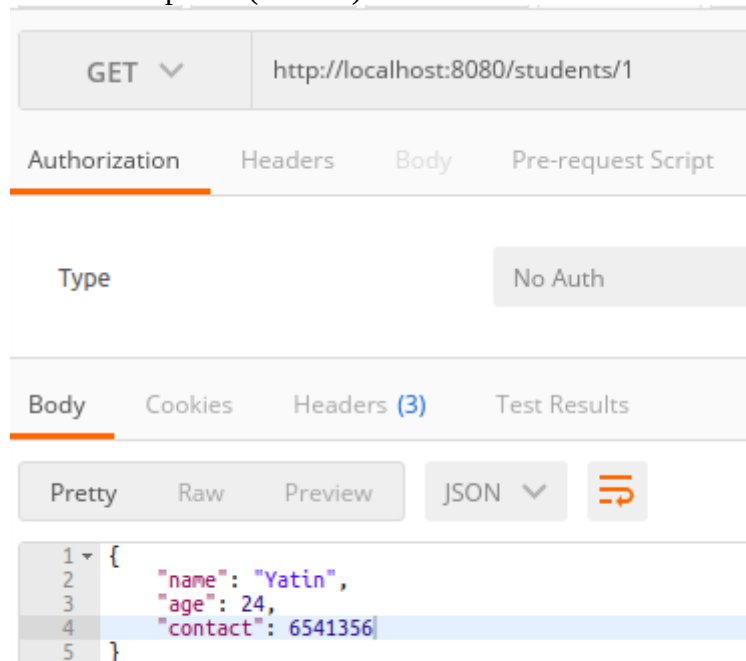 GET http://localhost:8080/students/1
Authorization Headers Body Pre-request Script
Type No Auth
Body Cookies Headers (3) Test Results
Pretty Raw Preview JSON
1 {
2 "name": "Yatin",
3 "age": 24,
4 "contact": 6541356
5 }